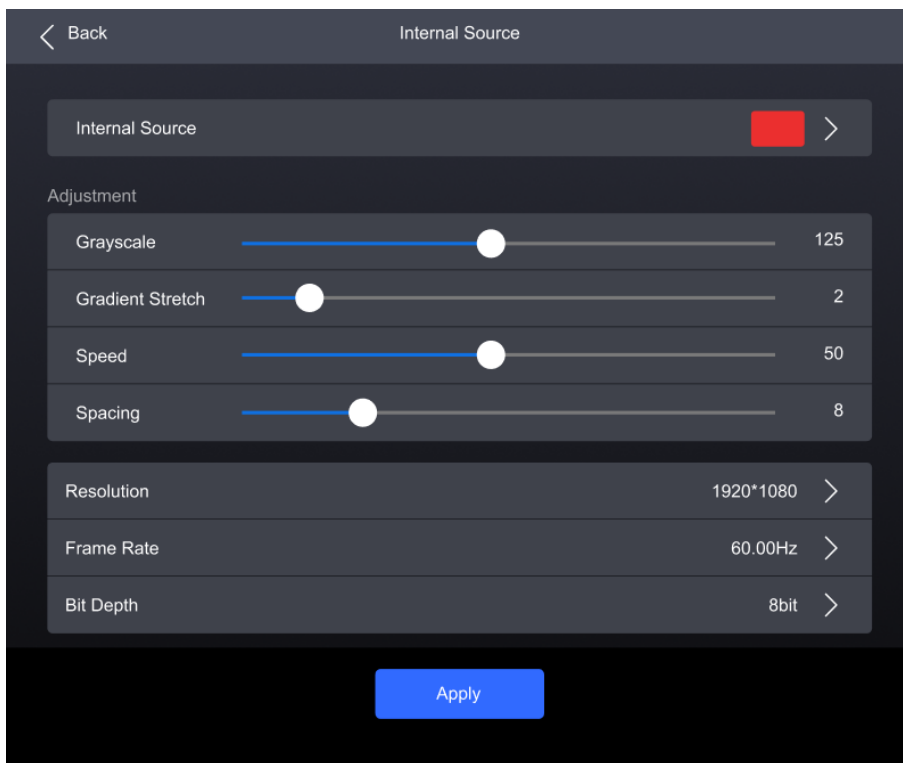 Back Internal Source
Internal Source
Adjustment
Grayscale 125
Gradient Stretch 2
Speed 50
Spacing 8
Resolution 1920*1080
Frame Rate 60.00Hz
Bit Depth 8bit
Apply